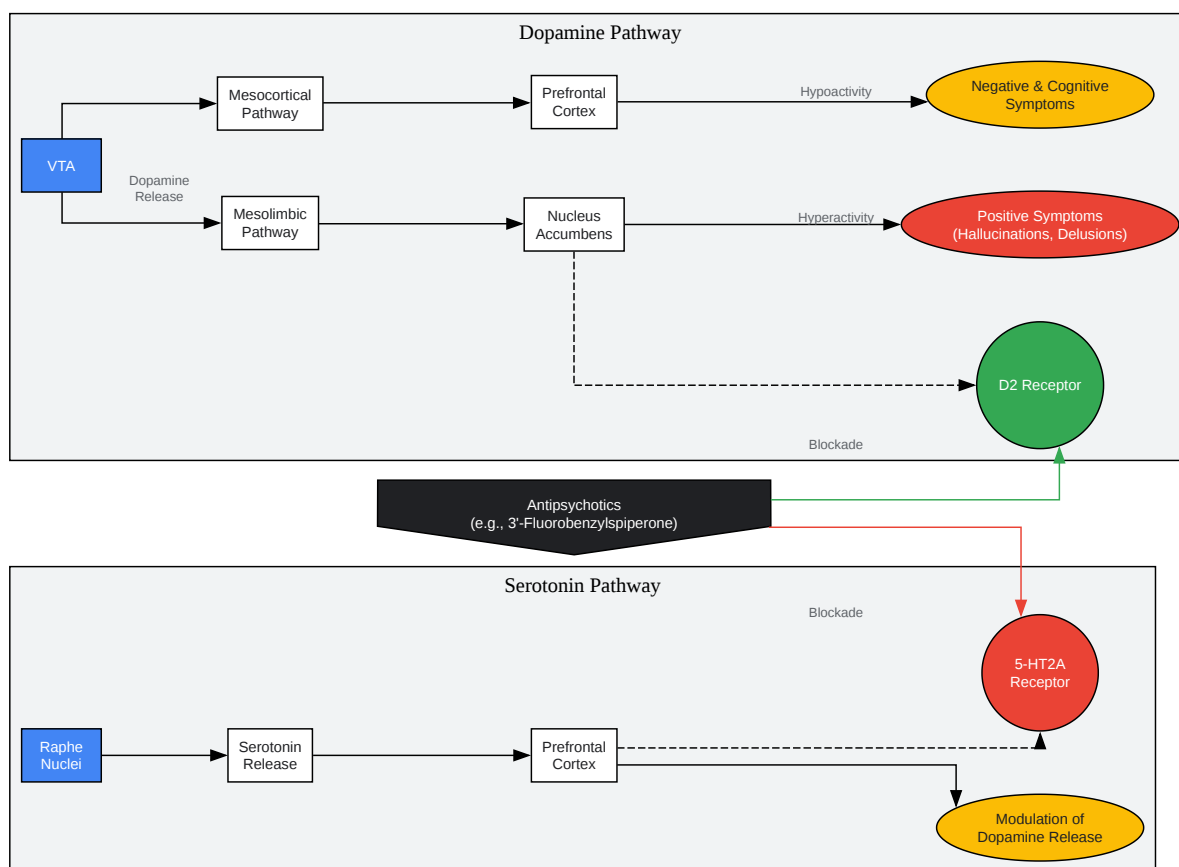 Dopamine Pathway
Mesocortical
Pathway
Prefrontal
Cortex
Hypoactivity
Negative & Cognitive
Symptoms
VTA
Dopamine
Release
Mesolimbic
Pathway
Nucleus
Accumbens
Hyperactivity
Positive Symptoms
(Hallucinations, Delusions)
D2 Receptor
Blockade
Antipsychotics
(e.g., 3'-Fluorobenzylspiperone)
Serotonin Pathway
Blockade
5-HT2A
Receptor
Raphe
Nuclei
Serotonin
Release
Prefrontal
Cortex
Modulation of
Dopamine Release